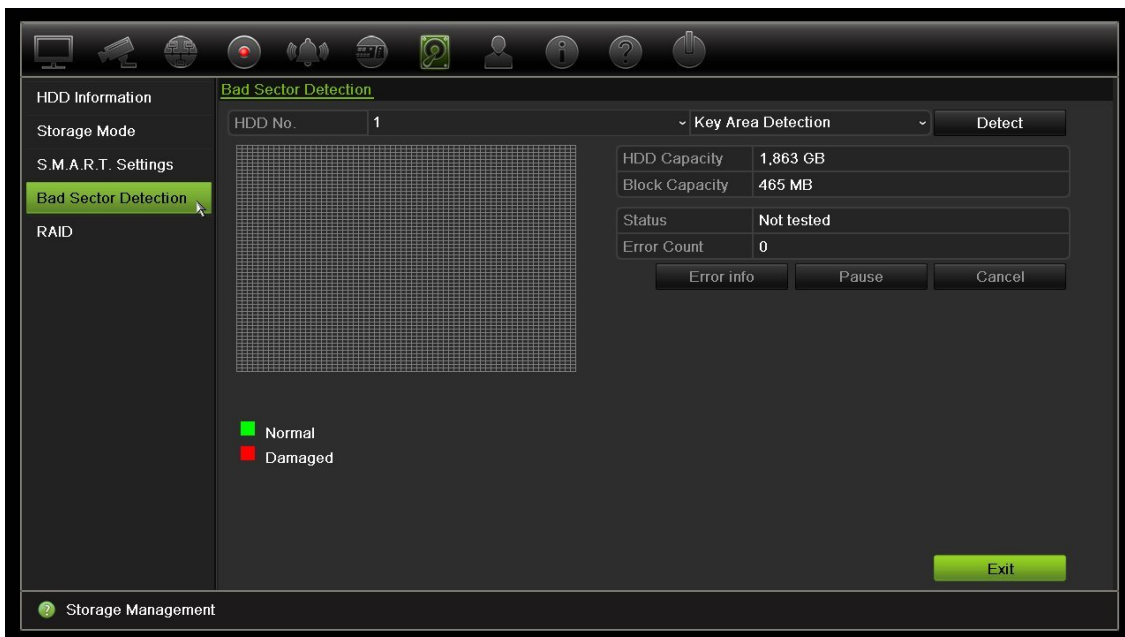 HDD Information
Storage Mode
S.M.A.R.T. Settings
Bad Sector Detection
RAID
Bad Sector Detection
HDD No. 1 Key Area Detection Detect
HDD Capacity 1,863 GB
Block Capacity 465 MB
Status Not tested
Error Count 0
Error info Pause Cancel
Normal
Damaged
Exit
Storage Management